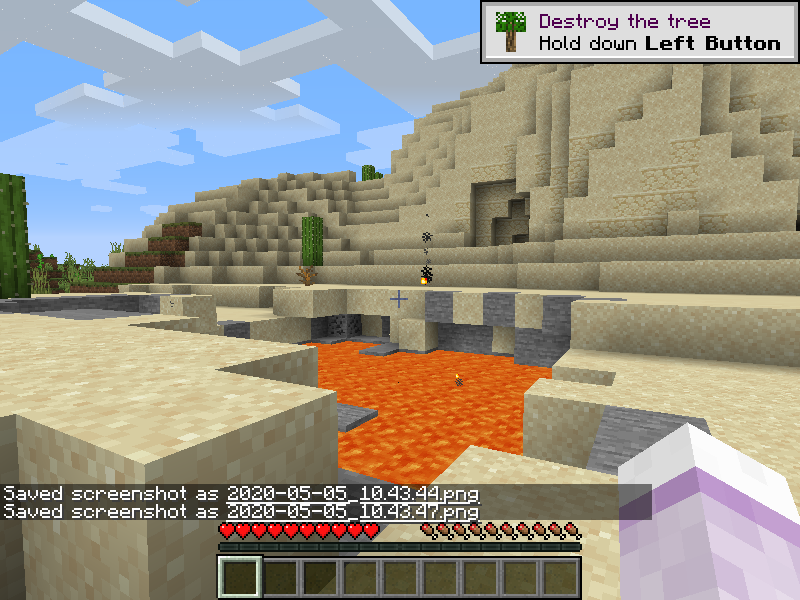 Destroy the tree
Hold down Left Button
Saved screenshot as 2020-05-05_10.43.44.png
Saved screenshot as 2020-05-05_10.43.47.png